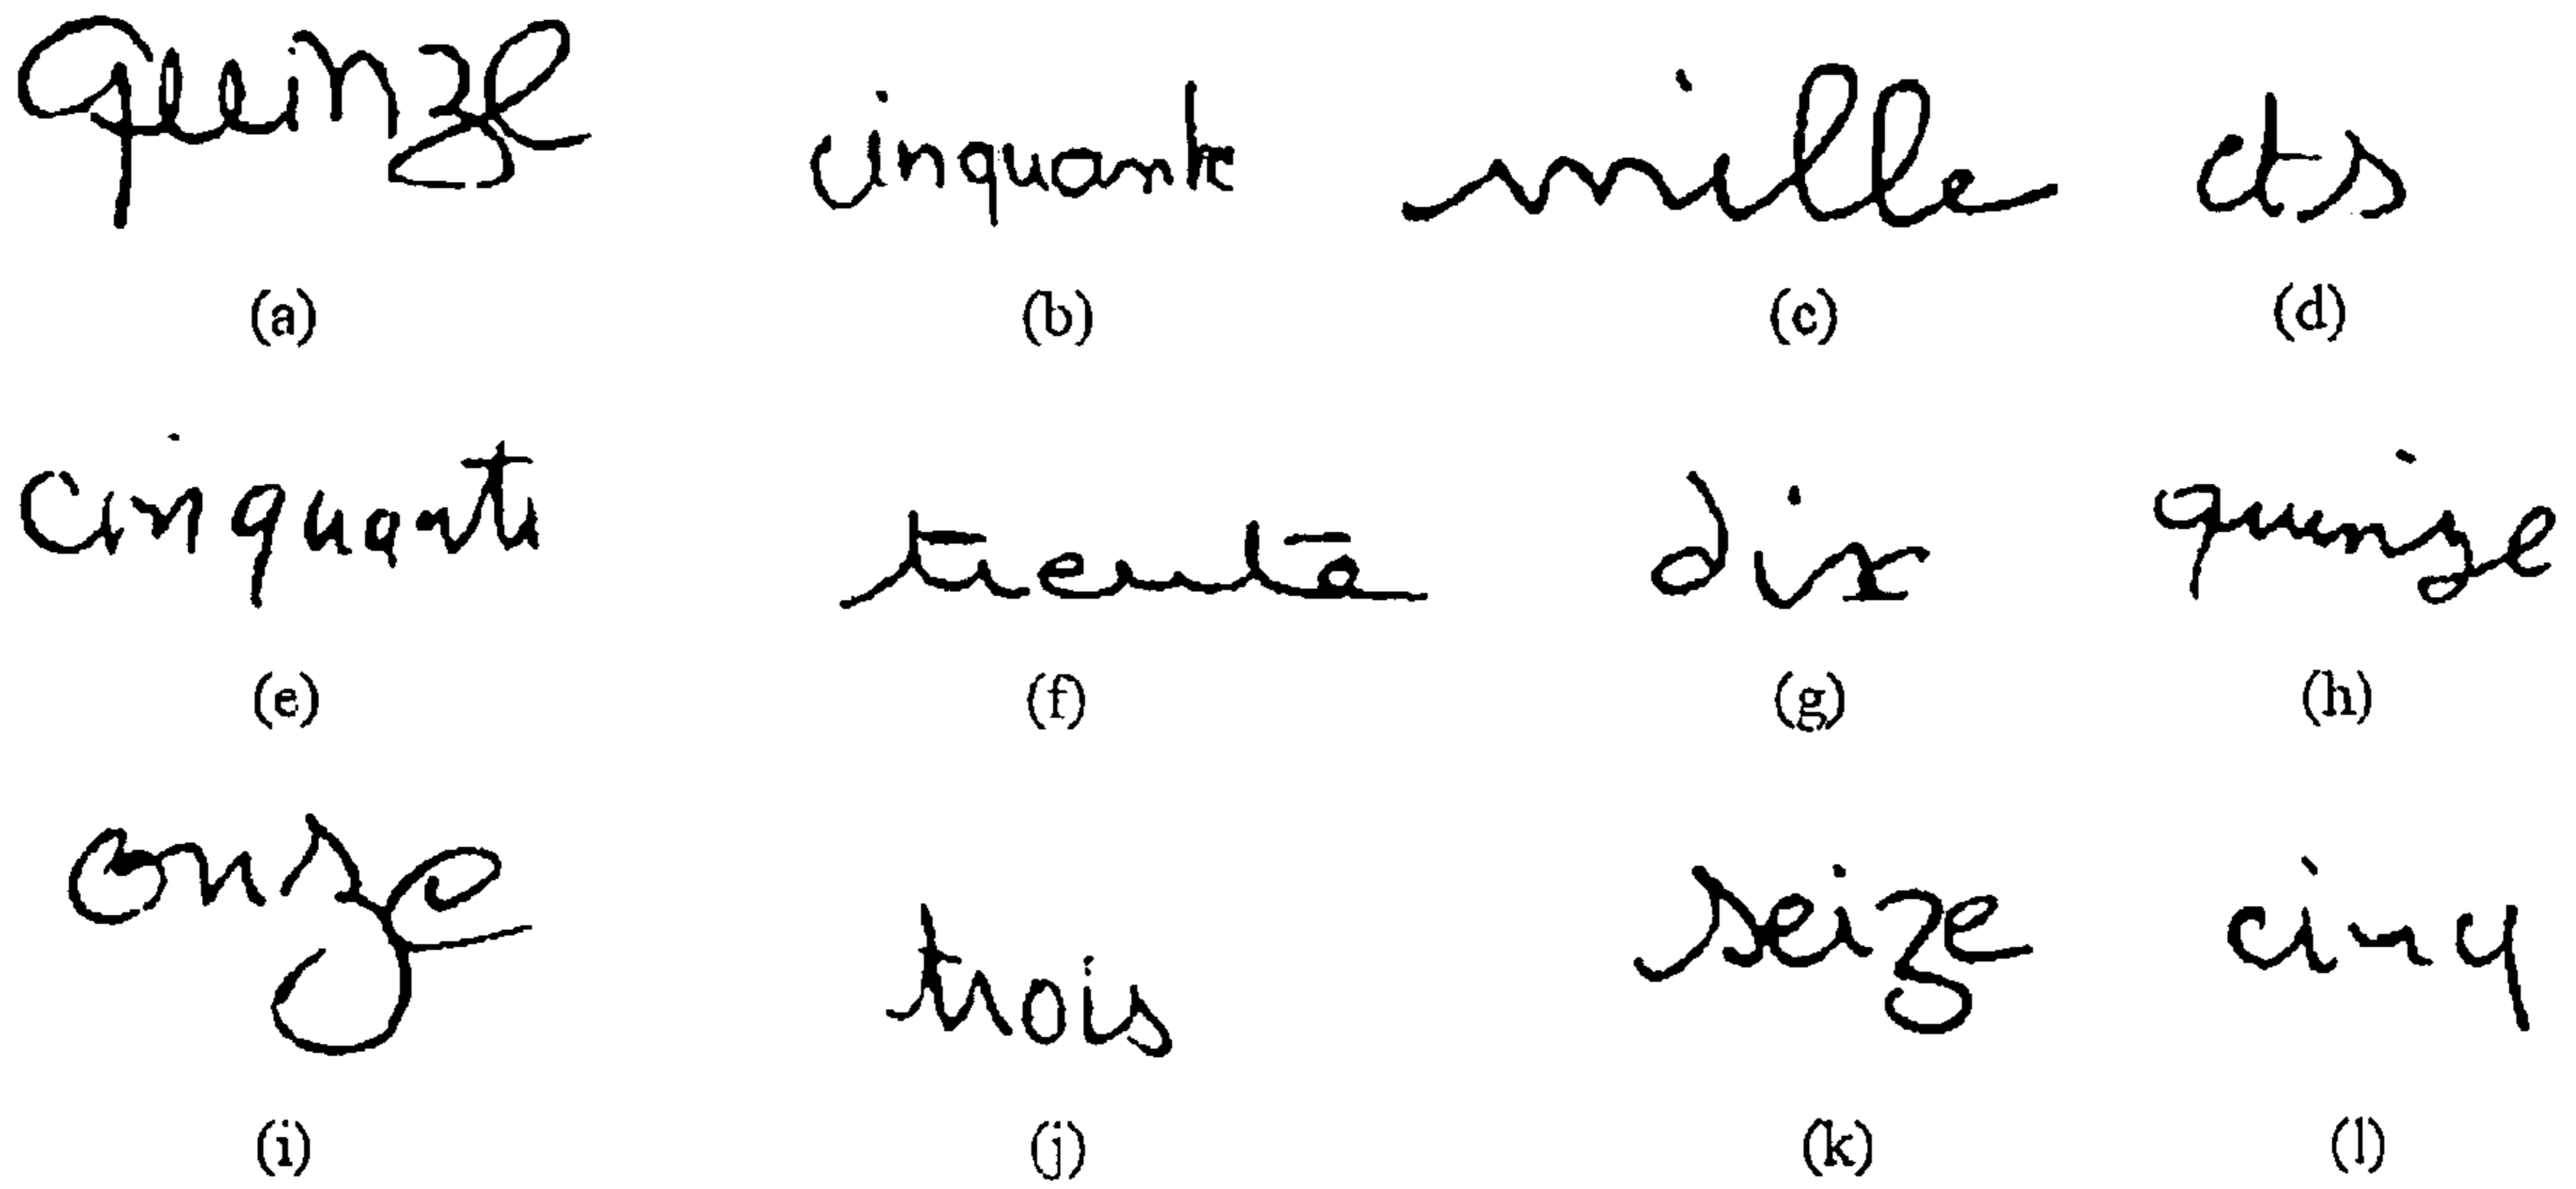 quinze cinquante mille cts
(a) (b) (c) (d)
cinquante trente dix quinze
(e) (f) (g) (h)
onze trois seize cinq
(i) (j) (k) (l)